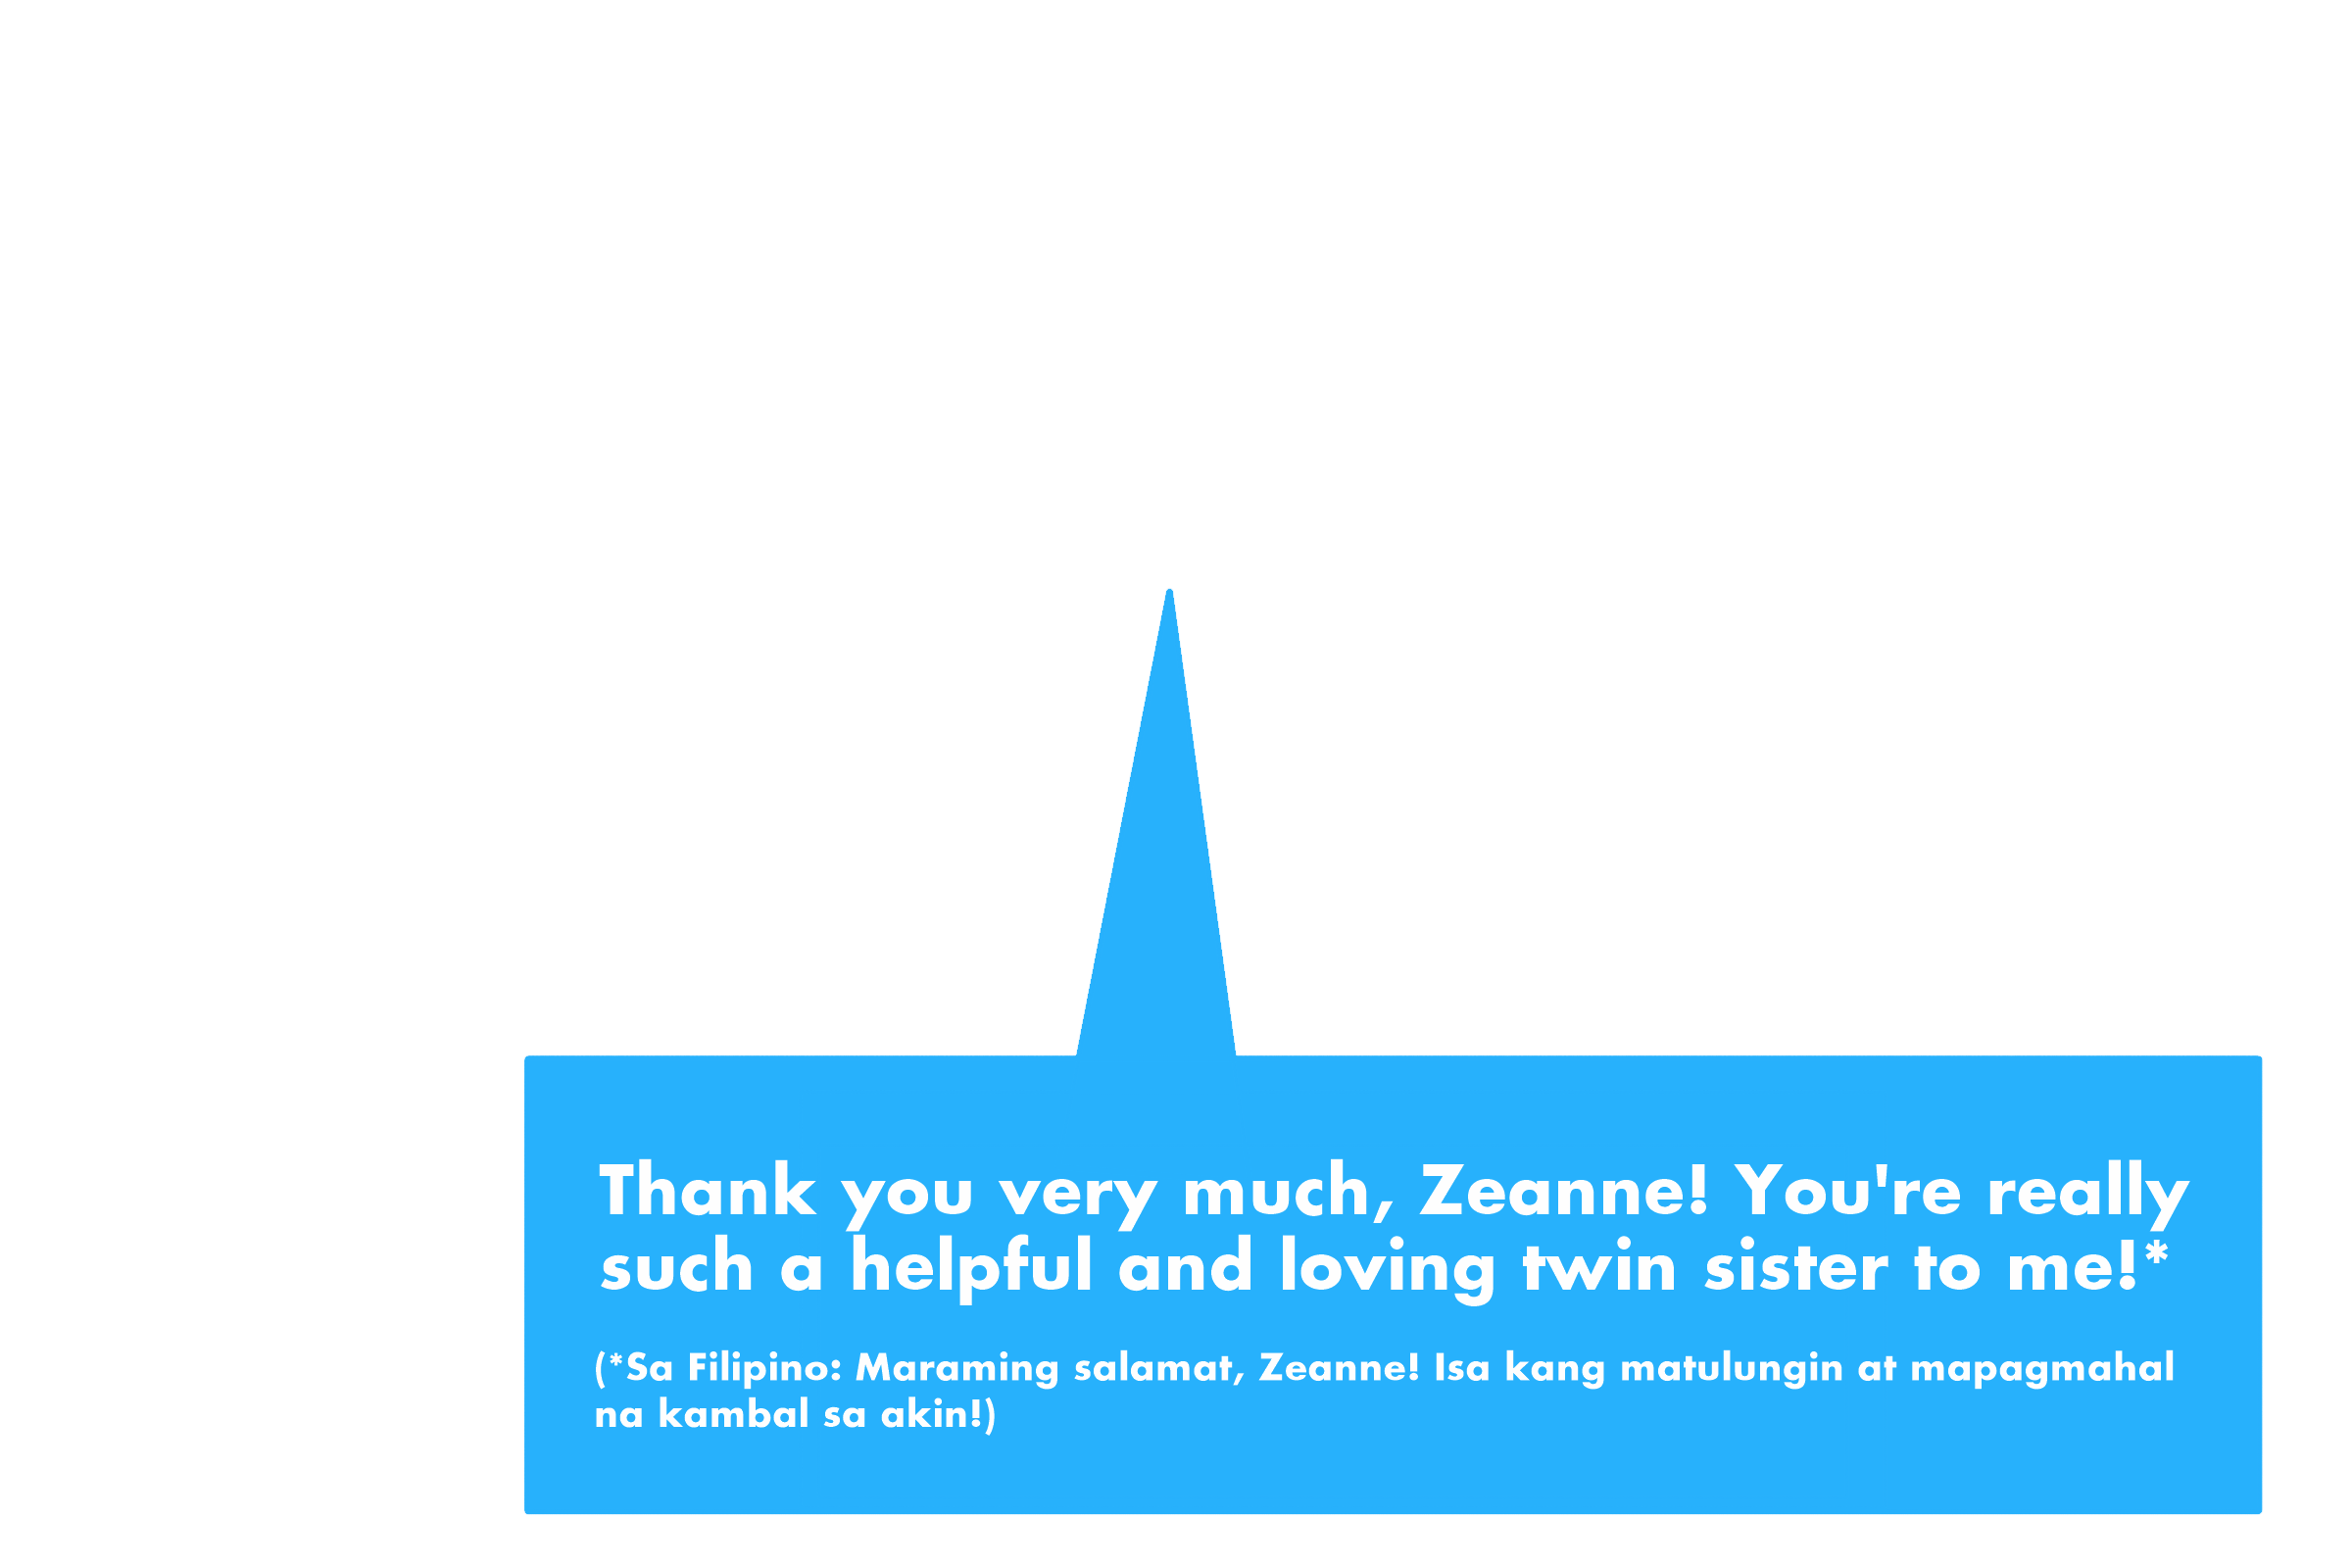 Thank you very much, Zeanne! You're really
such a helpful and loving twin sister to me!*
(*Sa Filipino: Maraming salamat, Zeanne! Isa kang matulungin at mapagmahal
na kambal sa akin!)